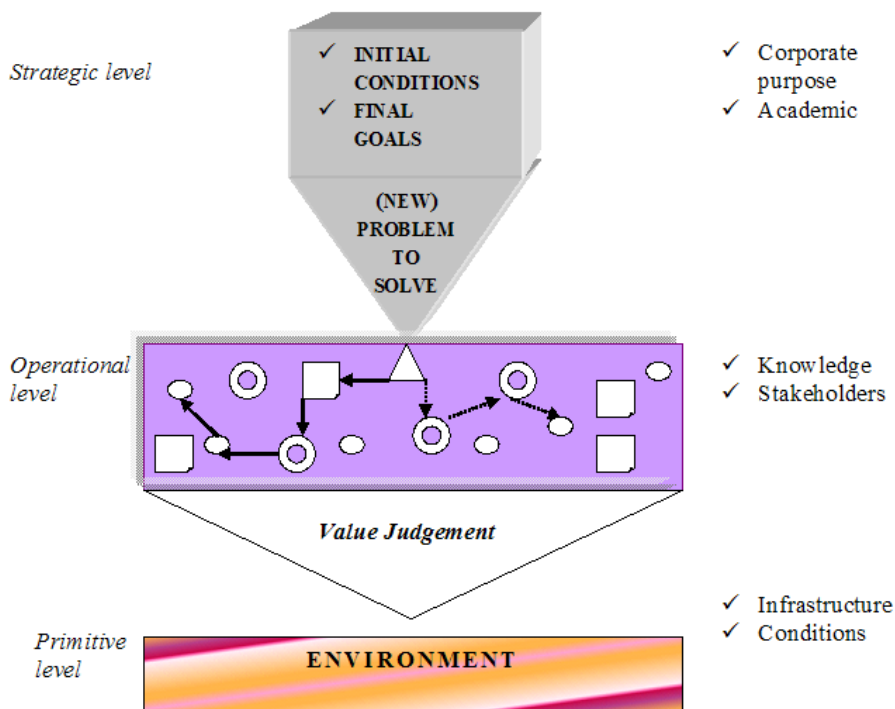 Strategic level
✓ INITIAL
CONDITIONS
✓ FINAL
GOALS
✓ Corporate
purpose
✓ Academic
(NEW)
PROBLEM
TO
SOLVE
Operational
level
✓ Knowledge
✓ Stakeholders
Value Judgement
✓ Infrastructure
✓ Conditions
Primitive
level
ENVIRONMENT